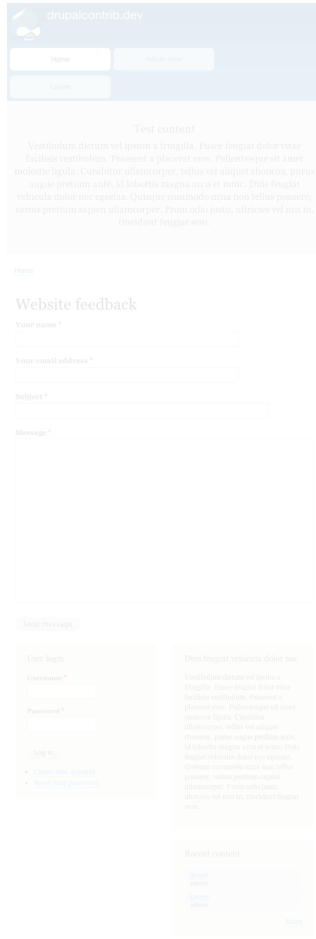 drupalcontrib.dev
Home
Test content
Vestibulum dictum vel ipsum a fringilla. Fusce feugiat dolor vitae
facilisis vestibulum. Praesent a placerat eros. Pellentesque sit amet
molestie ligula. Curabitur ullamcorper, tellus vel aliquet rhoncus, purus
augue pretium ante, id lobortis magna arcu et nunc. Duis feugiat
vehicula dolor nec egestas. Quisque commodo urna non tellus posuere,
varius pretium sapien ullamcorper. Proin odio justo, ultricies vel nisi in,
tincidunt feugiat sem.
Home
Website feedback
Your name *
Your email address *
Subject *
Message *
Send message
User login
Username *
Password *
Log in
Create new account
Request new password
Duis feugiat vehicula dolor nec
Vestibulum dictum vel ipsum a
fringilla. Fusce feugiat dolor vitae
facilisis vestibulum. Praesent a
placerat eros. Pellentesque sit amet
molestie ligula. Curabitur
ullamcorper, tellus vel aliquet
rhoncus, purus augue pretium ante,
id lobortis magna arcu et nunc. Duis
feugiat vehicula dolor nec egestas.
Quisque commodo urna non tellus
posuere, varius pretium sapien
ullamcorper. Proin odio justo,
ultricies vel nisi in, tincidunt feugiat
sem.
Recent content
admin
admin